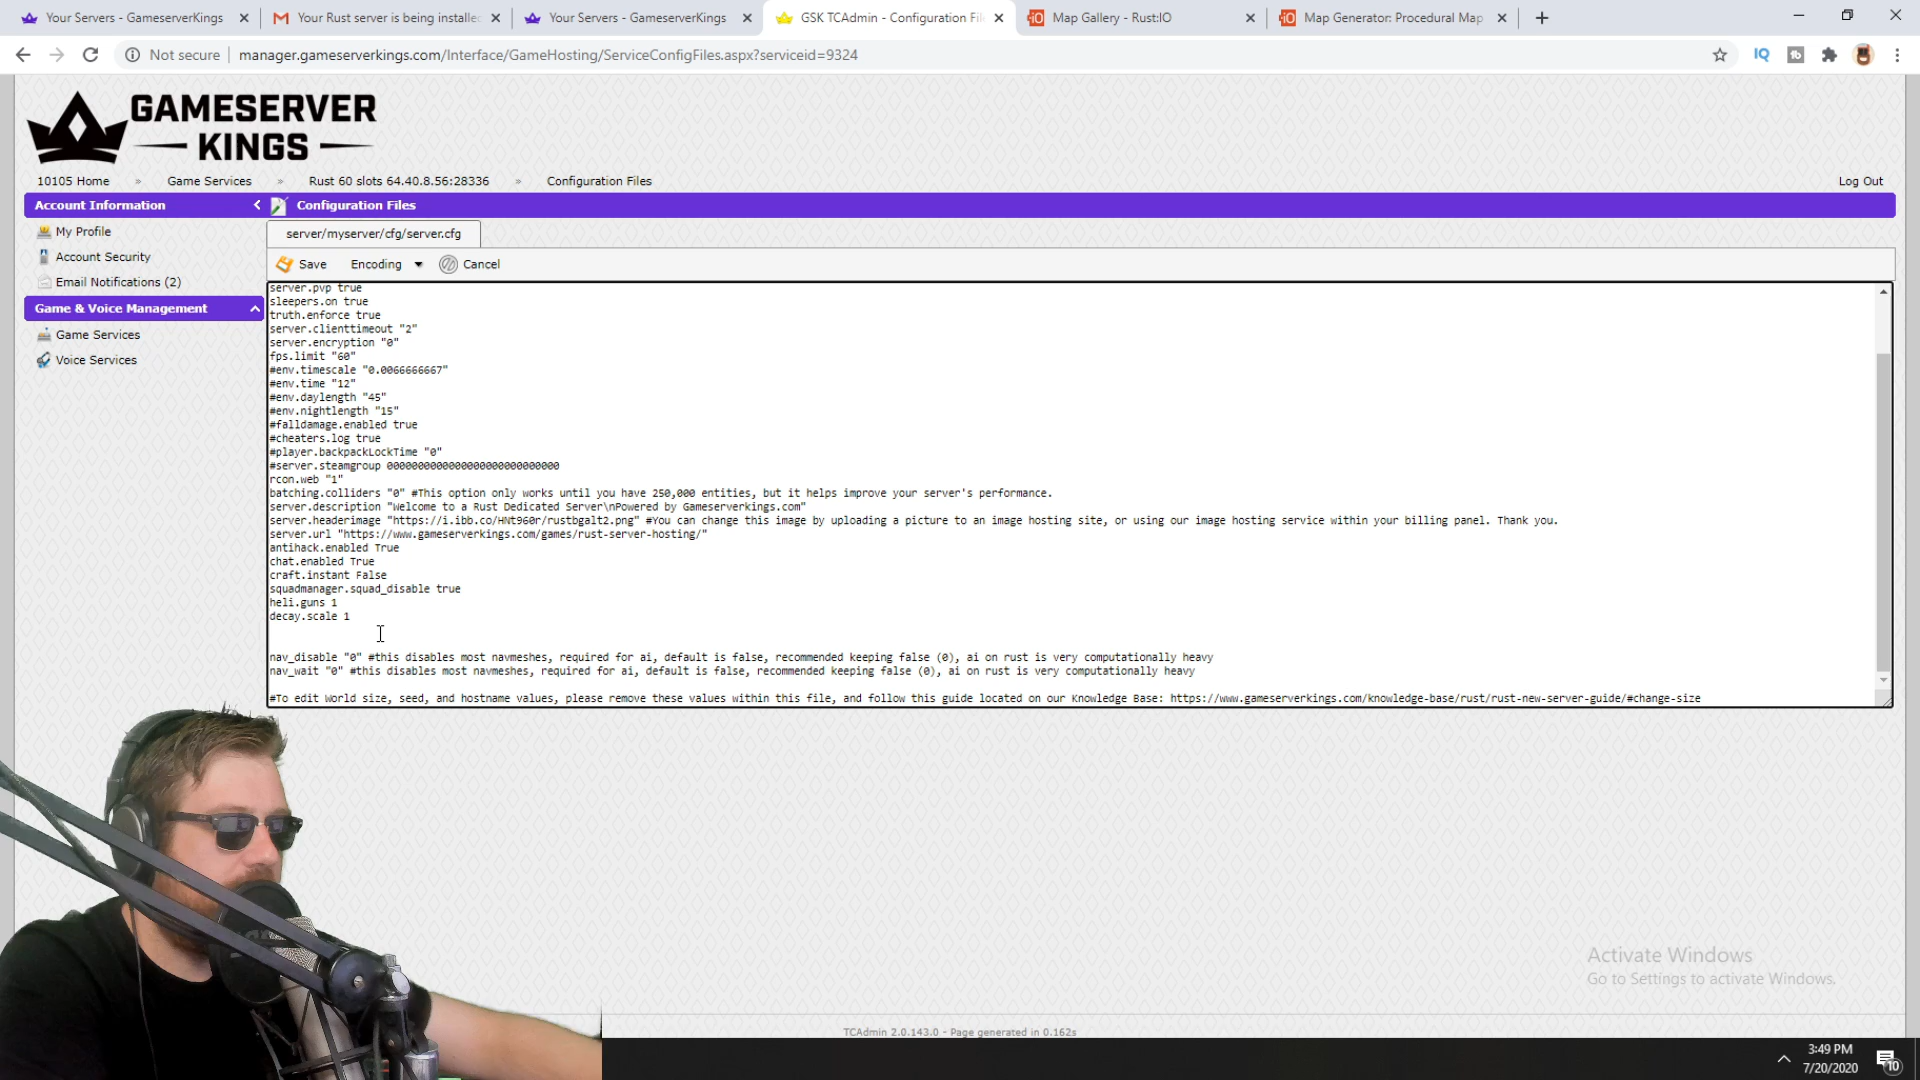 Your Servers - GameserverKings
Your Rust server is being installe
Your Servers - GameserverKings
GSK TCAdmin - Configuration Fil
Map Gallery - Rust:IO
Map Generator: Procedural Map
Not secure
manager.gameserverkings.com/Interface/GameHosting/ServiceConfigFiles.aspx?serviceid=9324
GAMESERVER
KINGS
10105 Home » Game Services » Rust 60 slots 64.40.8.56:28336 » Configuration Files
Log Out
Account Information
Configuration Files
My Profile
Account Security
Email Notifications (2)
Game & Voice Management
Game Services
Voice Services
server/myserver/cfg/server.cfg
Save
Encoding
Cancel
server.pvp true
sleepers.on true
truth.enforce true
server.clienttimeout "2"
server.encryption "0"
fps.limit "60"
#env.timescale "0.0066666667"
#env.time "12"
#env.daylength "45"
#env.nightlength "15"
#falldamage.enabled true
#cheaters.log true
#player.backpackLockTime "0"
#server.steamgroup 0000000000000000000000000000
rcon.web "1"
batching.colliders "0" #This option only works until you have 250,000 entities, but it helps improve your server's performance.
server.description "Welcome to a Rust Dedicated Server\nPowered by Gameserverkings.com"
server.headerimage "https://i.ibb.co/HNt960r/rustbgalt2.png" #You can change this image by uploading a picture to an image hosting site, or using our image hosting service within your billing panel. Thank you.
server.url "https://www.gameserverkings.com/games/rust-server-hosting/"
antihack.enabled True
chat.enabled True
craft.instant False
squadmanager.squad_disable true
heli.guns 1
decay.scale 1
nav_disable "0" #this disables most navmeshes, required for ai, default is false, recommended keeping false (0), ai on rust is very computationally heavy
nav_wait "0" #this disables most navmeshes, required for ai, default is false, recommended keeping false (0), ai on rust is very computationally heavy
#To edit World size, seed, and hostname values, please remove these values within this file, and follow this guide located on our Knowledge Base: https://www.gameserverkings.com/knowledge-base/rust/rust-new-server-guide/#change-size
Activate Windows
Go to Settings to activate Windows.
TCAdmin 2.0.143.0 - Page generated in 0.162s
3:49 PM
7/20/2020
10